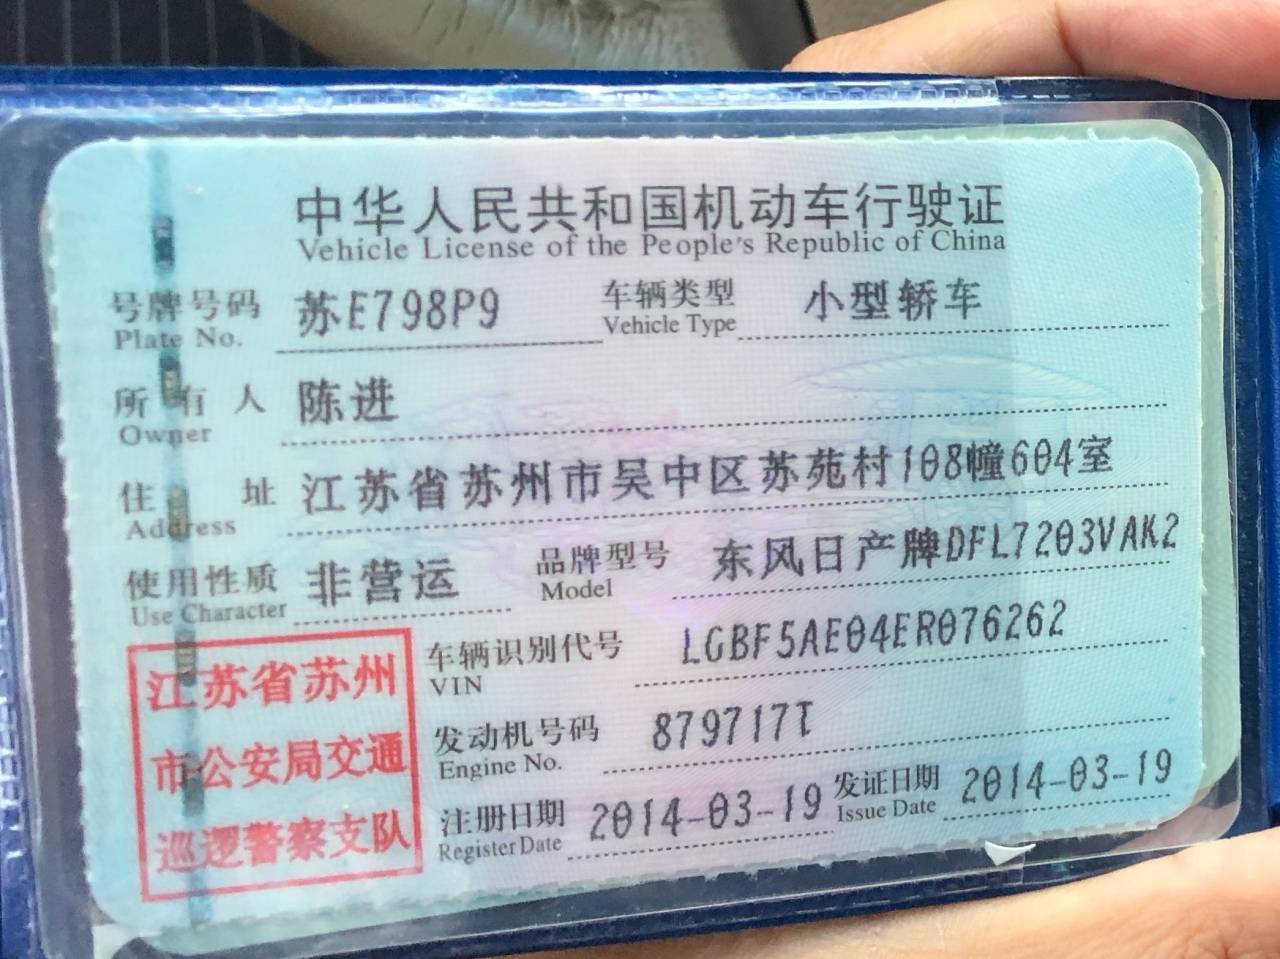 中华人民共和国机动车行驶证
Vehicle License of the People's Republic of China
号牌号码 苏E798P9 车辆类型 小型轿车
Plate No. Vehicle Type
所有人 陈进
Owner
住址 江苏省苏州市吴中区苏苑村108幢604室
Address
使用性质 非营运 品牌型号 东风日产牌DFL7203VAK2
Use Character Model
车辆识别代号 LGBF5AE04ER076262
VIN
发动机号码 879717T
Engine No.
注册日期 2014-03-19 发证日期 2014-03-19
Register Date Issue Date
江苏省苏州
市公安局交通
巡逻警察支队